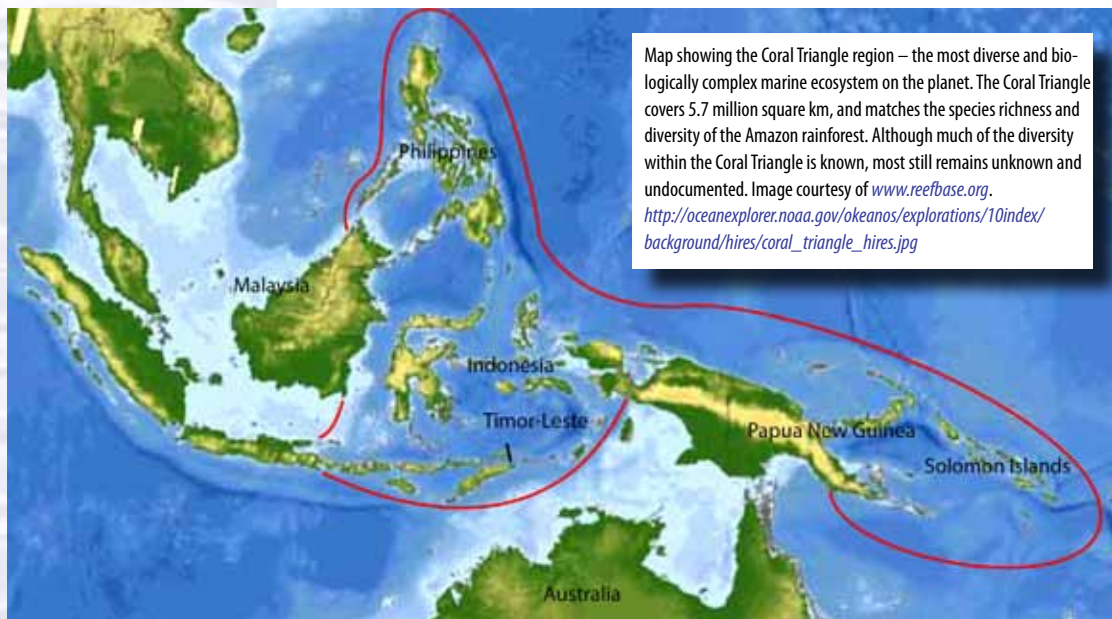 Map showing the Coral Triangle region – the most diverse and bio-
logically complex marine ecosystem on the planet. The Coral Triangle
covers 5.7 million square km, and matches the species richness and
diversity of the Amazon rainforest. Although much of the diversity
within the Coral Triangle is known, most still remains unknown and
undocumented. Image courtesy of www.reefbase.org.
http://oceanexplorer.noaa.gov/okeanos/explorations/10index/
background/hires/coral_triangle_hires.jpg
Philippines
Malaysia
Indonesia
Timor-Leste
Papua New Guinea
Solomon Islands
Australia